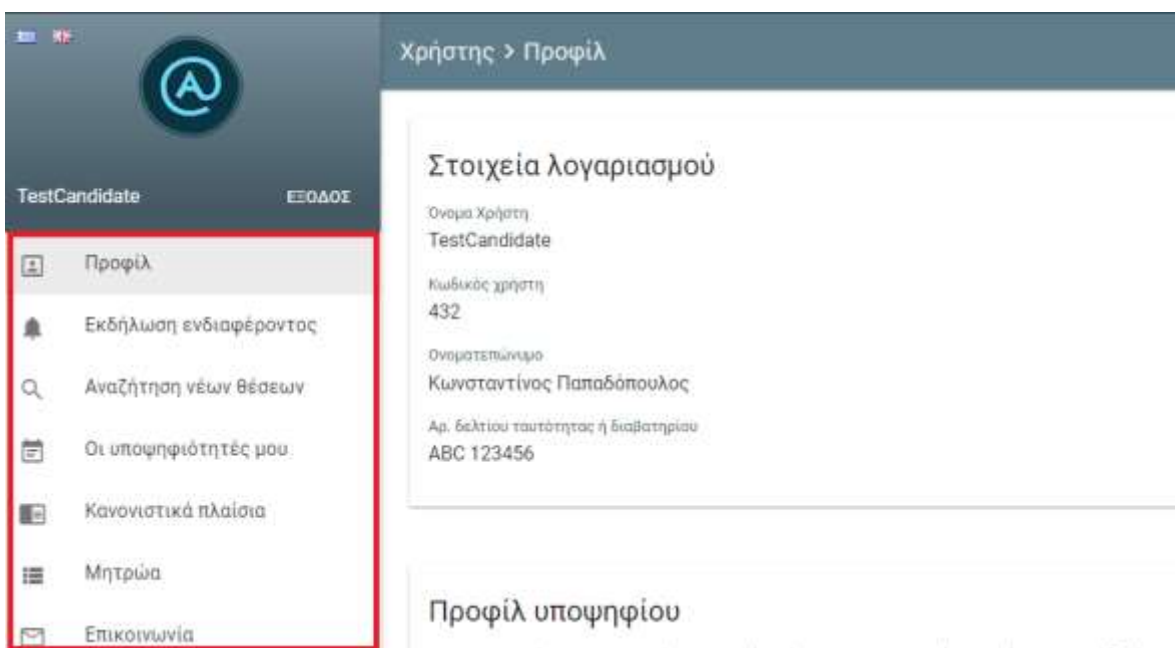 TestCandidate ΕΞΟΔΟΣ
Προφίλ
Εκδήλωση ενδιαφέροντος
Αναζήτηση νέων θέσεων
Οι υποψηφιότητές μου
Κανονιστικά πλαίσια
Μητρώα
Επικοινωνία
Χρήστης > Προφίλ
Στοιχεία λογαριασμού
Όνομα Χρήστη
TestCandidate
Κωδικός χρήστη
432
Ονοματεπώνυμο
Κωνσταντίνος Παπαδόπουλος
Αρ. δελτίου ταυτότητας ή διαβατηρίου
ABC 123456
Προφίλ υποψηφίου